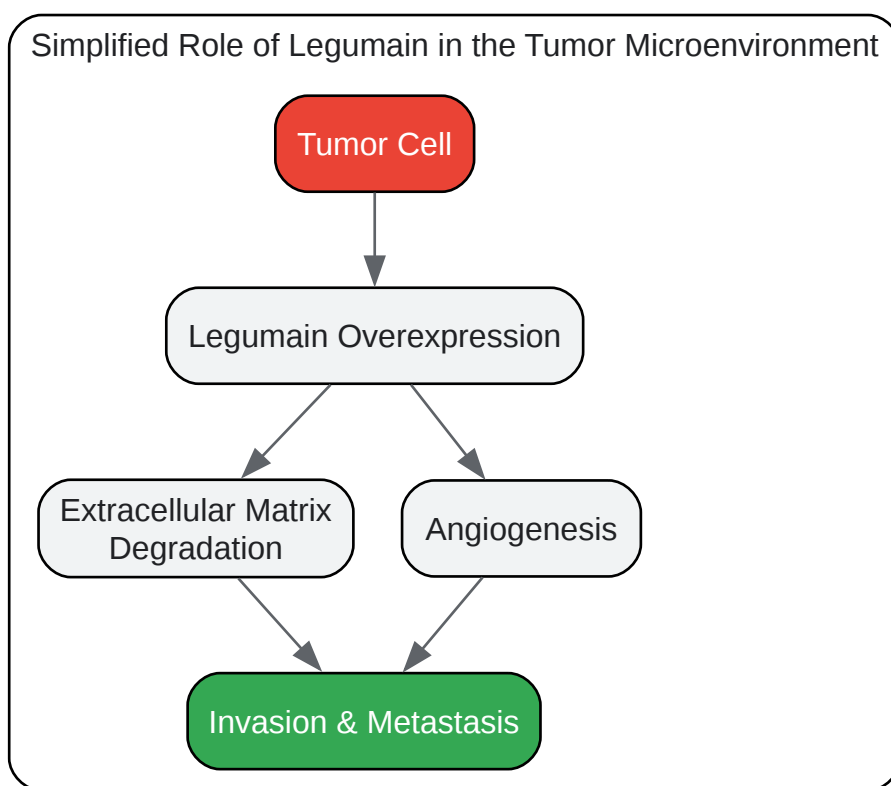 Simplified Role of Legumain in the Tumor Microenvironment
Tumor Cell
Legumain Overexpression
Extracellular Matrix
Degradation
Angiogenesis
Invasion & Metastasis